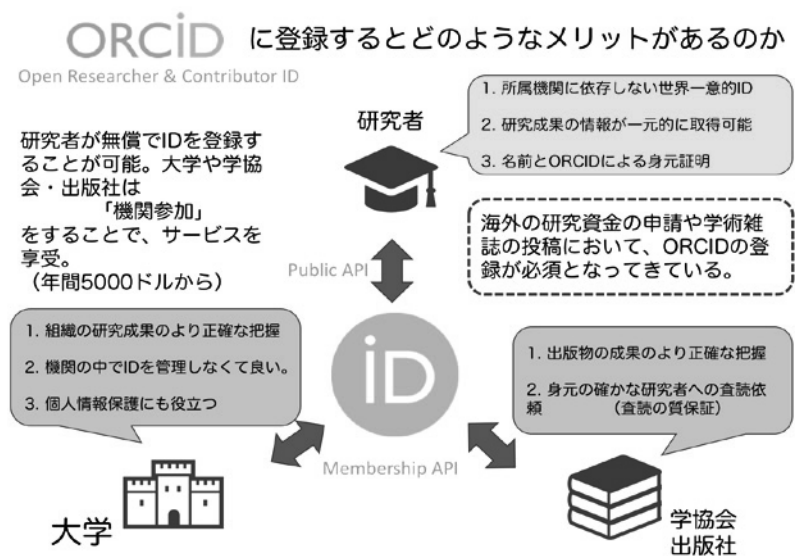 ORCID に登録するとどのようなメリットがあるのか
Open Researcher & Contributor ID
研究者が無償でIDを登録す
ることが可能。大学や学協
会・出版社は
「機関参加」
をすることで、サービスを
享受。
（年間5000ドルから）
研究者
1. 所属機関に依存しない世界一意的ID
2. 研究成果の情報が一元的に取得可能
3. 名前とORCIDによる身元証明
海外の研究資金の申請や学術雑
誌の投稿において、ORCIDの登
録が必須となってきている。
Public API
iD
1. 組織の研究成果のより正確な把握
2. 機関の中でIDを管理しなくて良い。
3. 個人情報保護にも役立つ
1. 出版物の成果のより正確な把握
2. 身元の確かな研究者への査読依
頼 （査読の質保証）
Membership API
大学
学協会
出版社